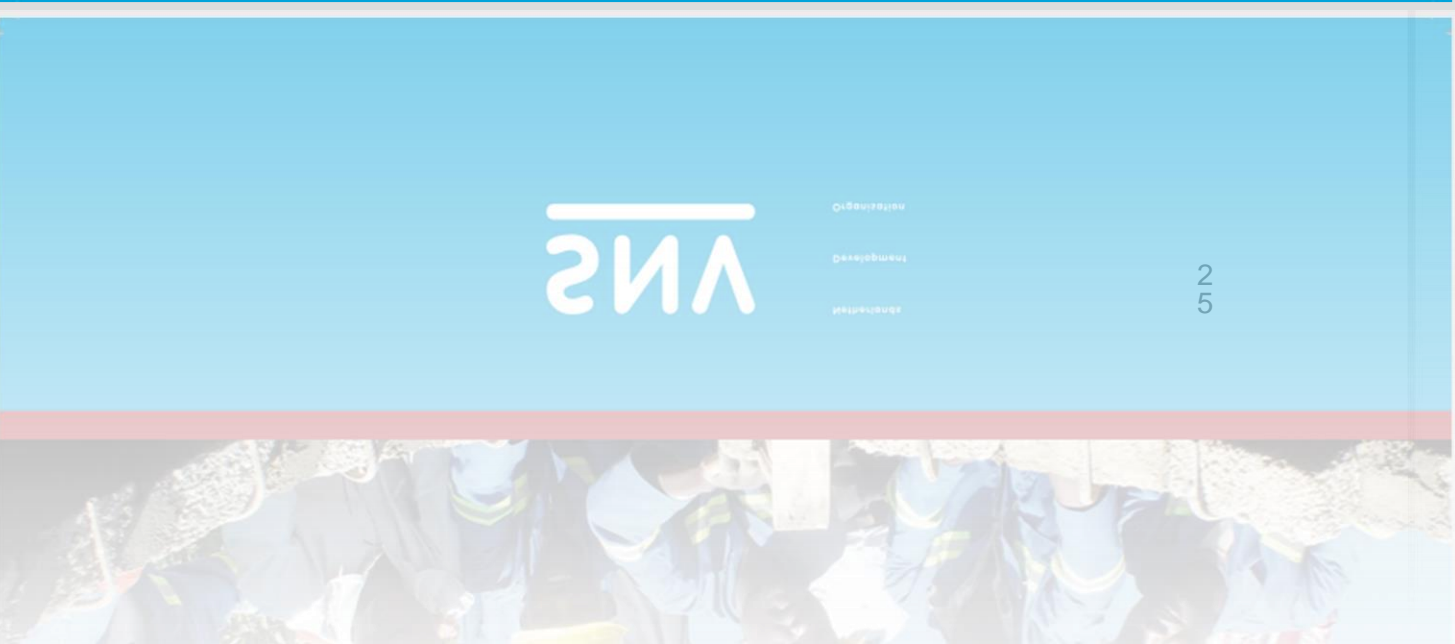 SNV
Netherlands
Development
Organisation
2
5